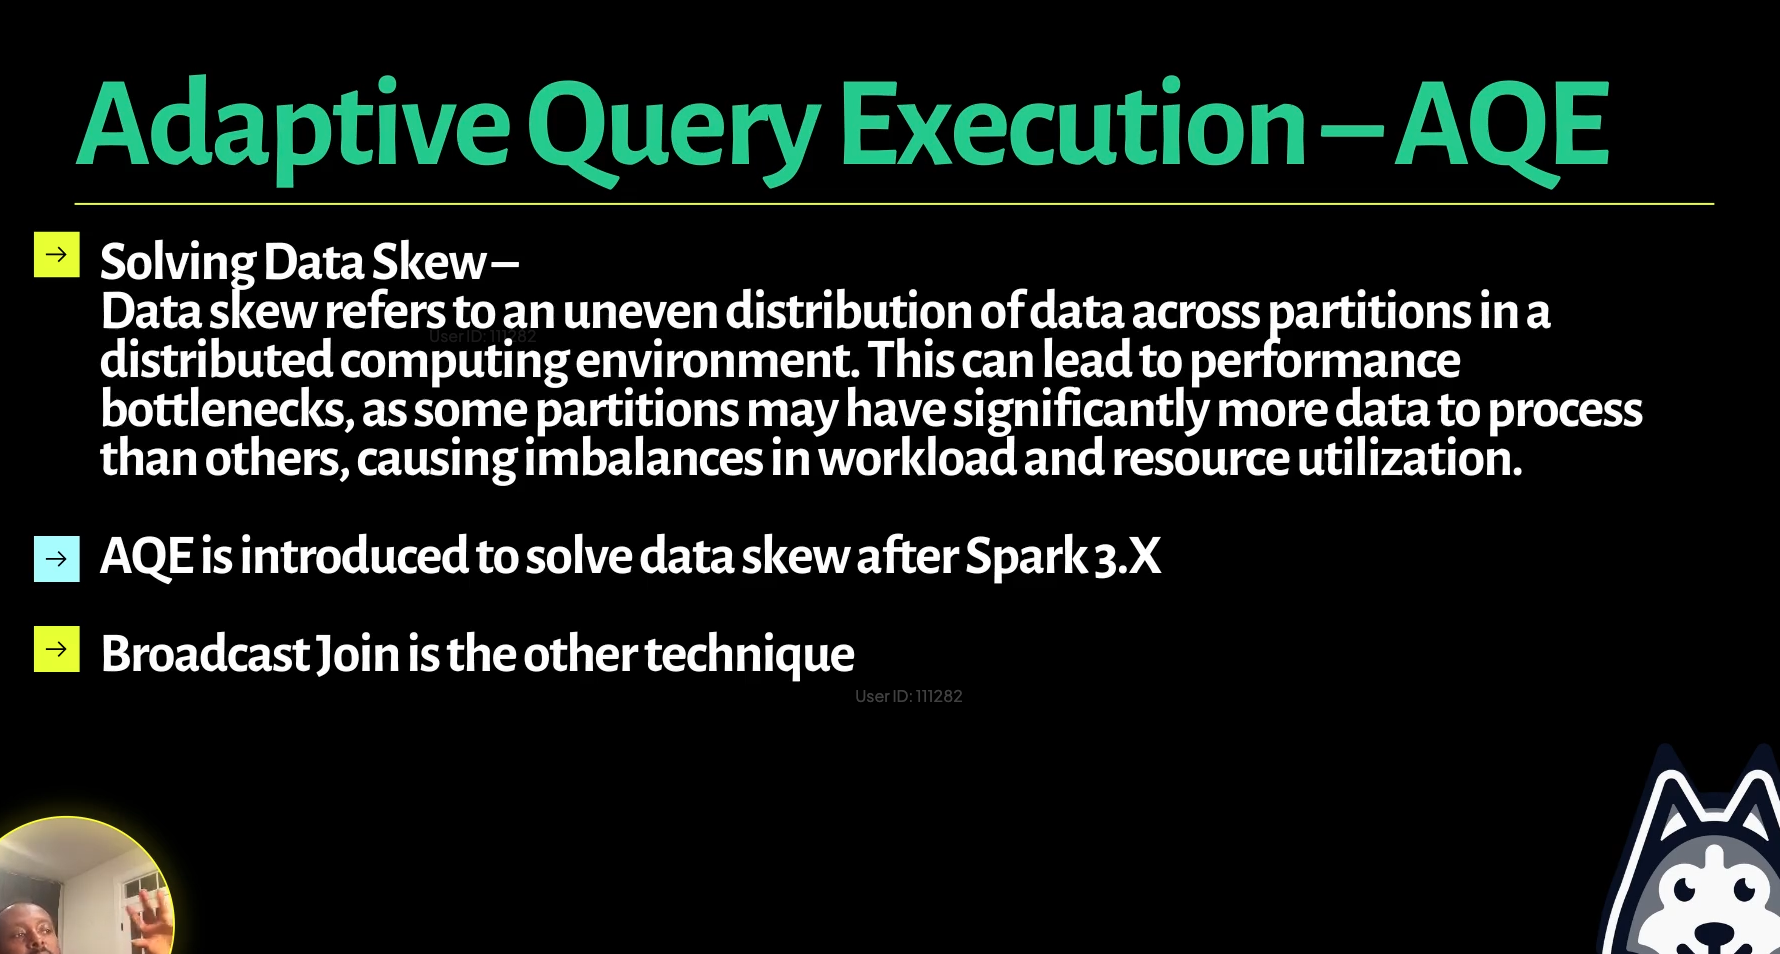 Adaptive Query Execution – AQE
Solving Data Skew –
Data skew refers to an uneven distribution of data across partitions in a
User ID: 111282
distributed computing environment. This can lead to performance
bottlenecks, as some partitions may have significantly more data to process
than others, causing imbalances in workload and resource utilization.
AQE is introduced to solve data skew after Spark 3.X
Broadcast Join is the other technique
User ID: 111282